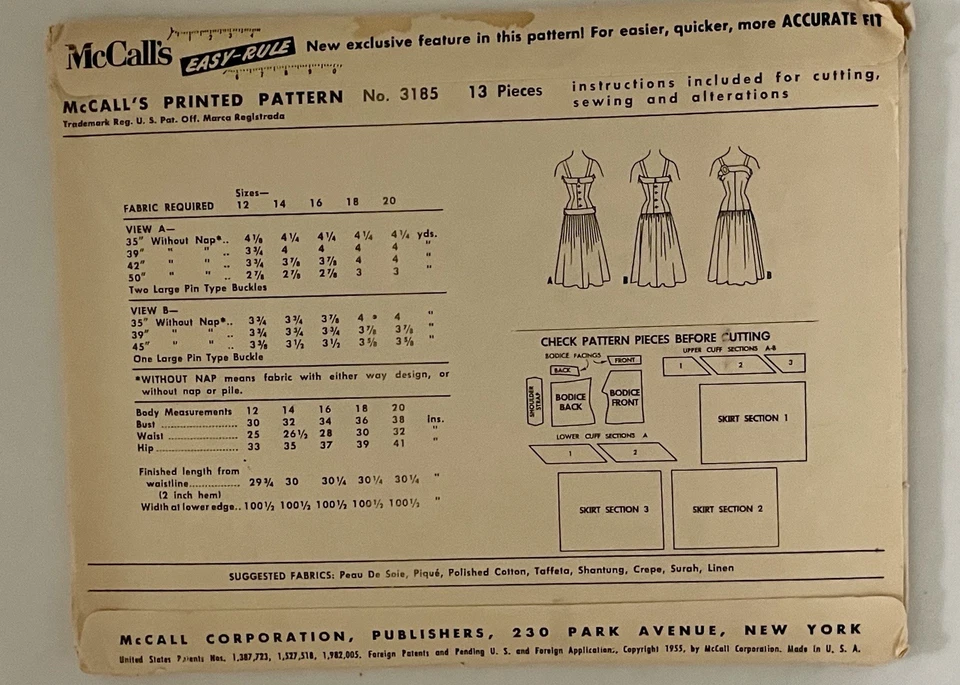 McCall's EASY-RULE New exclusive feature in this pattern! For easier, quicker, more ACCURATE FIT
McCALL'S PRINTED PATTERN No. 3185 13 Pieces instructions included for cutting,
sewing and alterations
Trademark Reg. U. S. Pat. Off. Marca Registrada
Sizes—
FABRIC REQUIRED 12 14 16 18 20
VIEW A—
35" Without Nap*.. 4⅛ 4¼ 4¼ 4¼ 4¼ yds.
39" " " .. 3¾ 4 4 4 4 "
42" " " .. 3¾ 3⅞ 3⅞ 4 4 "
50" " " .. 2⅞ 2⅞ 2⅞ 3 3 "
Two Large Pin Type Buckles
VIEW B—
35" Without Nap*.. 3¾ 3¾ 3⅞ 4 4 "
39" " " .. 3¾ 3¾ 3¾ 3⅞ 3⅞ "
45" " " .. 3⅜ 3½ 3½ 3⅝ 3⅝ "
One Large Pin Type Buckle
*WITHOUT NAP means fabric with either way design, or
without nap or pile.
Body Measurements 12 14 16 18 20
Bust 30 32 34 36 38 Ins.
Waist 25 26½ 28 30 32 "
Hip 33 35 37 39 41 "
Finished length from
waistline 29¾ 30 30¼ 30¼ 30¼ "
(2 inch hem)
Width at lower edge.. 100½ 100½ 100½ 100½ 100½ "
A B B
CHECK PATTERN PIECES BEFORE CUTTING
BODICE FACINGS
BACK
FRONT
UPPER CUFF SECTIONS A-B
1 2 3
SHOULDER STRAP
BODICE BACK
BODICE FRONT
SKIRT SECTION 1
LOWER CUFF SECTIONS A
1 2
SKIRT SECTION 3
SKIRT SECTION 2
SUGGESTED FABRICS: Peau De Soie, Piqué, Polished Cotton, Taffeta, Shantung, Crepe, Surah, Linen
McCALL CORPORATION, PUBLISHERS, 230 PARK AVENUE, NEW YORK
United States Patents Nos. 1,387,723, 1,527,518, 1,982,005. Foreign Patents and Pending U. S. and Foreign Applications, Copyright 1955, by McCall Corporation. Made in U. S. A.